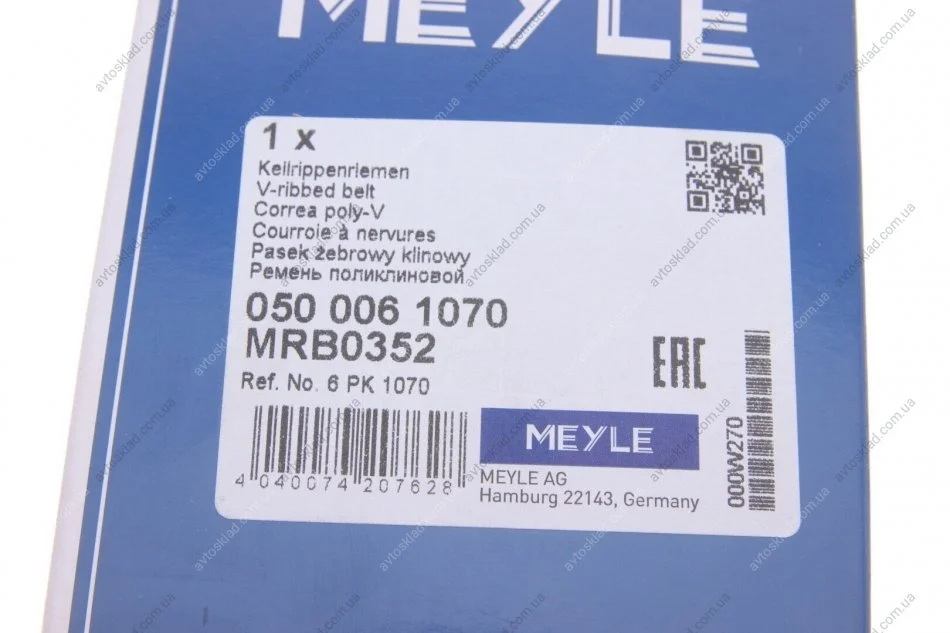 MEYLE
1 x
Keilrippenriemen
V-ribbed belt
Correa poly-V
Courroie à nervures
Pasek żebrowy klinowy
Ремень поликлиновой
050 006 1070
MRB0352
Ref. No. 6 PK 1070
EAC
000W270
4 040074 207628
MEYLE
MEYLE AG
Hamburg 22143, Germany
avtosklad.com.ua